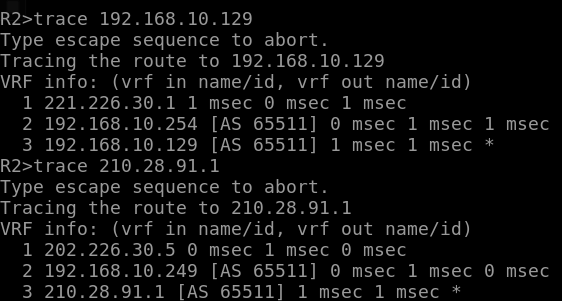 R2>trace 192.168.10.129
Type escape sequence to abort.
Tracing the route to 192.168.10.129
VRF info: (vrf in name/id, vrf out name/id)
  1 221.226.30.1 1 msec 0 msec 1 msec
  2 192.168.10.254 [AS 65511] 0 msec 1 msec 1 msec
  3 192.168.10.129 [AS 65511] 1 msec 1 msec *
R2>trace 210.28.91.1
Type escape sequence to abort.
Tracing the route to 210.28.91.1
VRF info: (vrf in name/id, vrf out name/id)
  1 202.226.30.5 0 msec 1 msec 0 msec
  2 192.168.10.249 [AS 65511] 0 msec 1 msec 0 msec
  3 210.28.91.1 [AS 65511] 1 msec 1 msec *